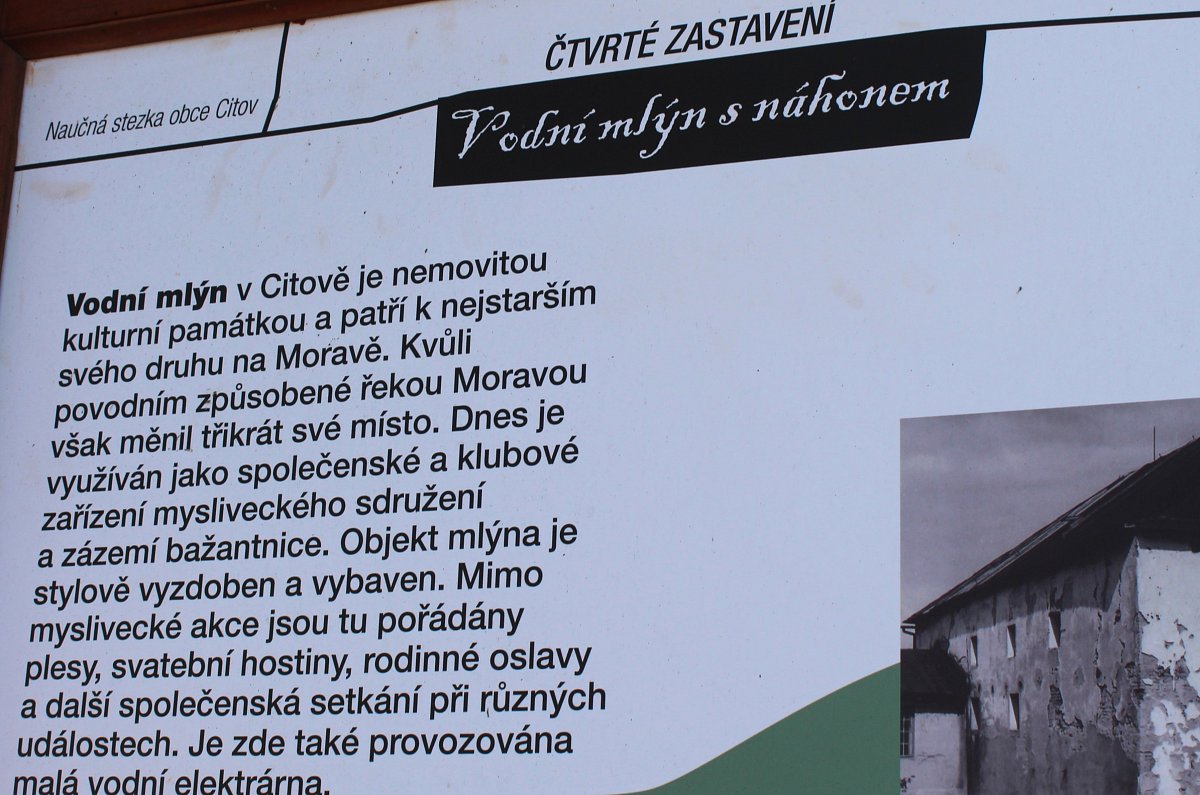 ČTVRTÉ ZASTAVENÍ
Naučná stezka obce Citov
Vodní mlýn s náhonem
Vodní mlýn v Citově je nemovitou
kulturní památkou a patří k nejstarším
svého druhu na Moravě. Kvůli
povodním způsobené řekou Moravou
však měnil třikrát své místo. Dnes je
využíván jako společenské a klubové
zařízení mysliveckého sdružení
a zázemí bažantnice. Objekt mlýna je
stylově vyzdoben a vybaven. Mimo
myslivecké akce jsou tu pořádány
plesy, svatební hostiny, rodinné oslavy
a další společenská setkání při různých
událostech. Je zde také provozována
malá vodní elektrárna.